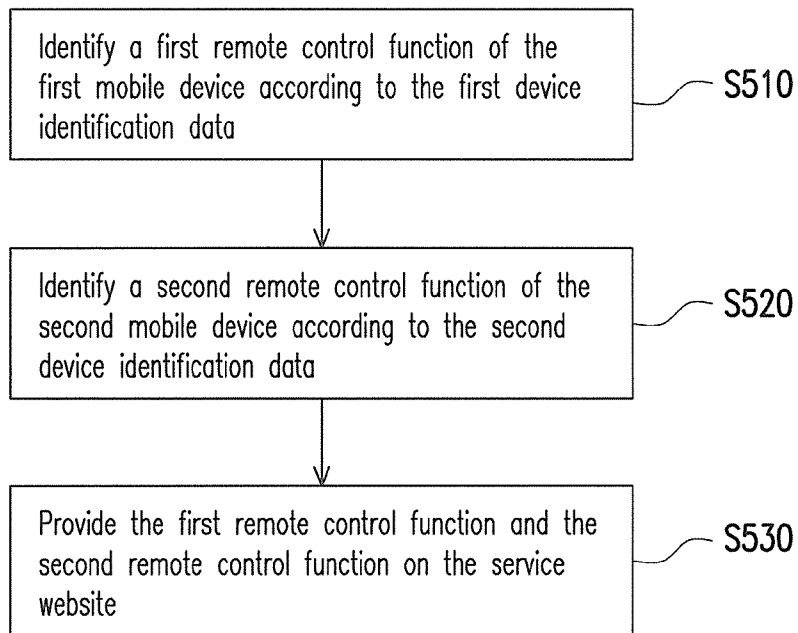 Identify a first remote control function of the
first mobile device according to the first device
identification data
S510
Identify a second remote control function of the
second mobile device according to the second
device identification data
S520
Provide the first remote control function and the
second remote control function on the service
website
S530